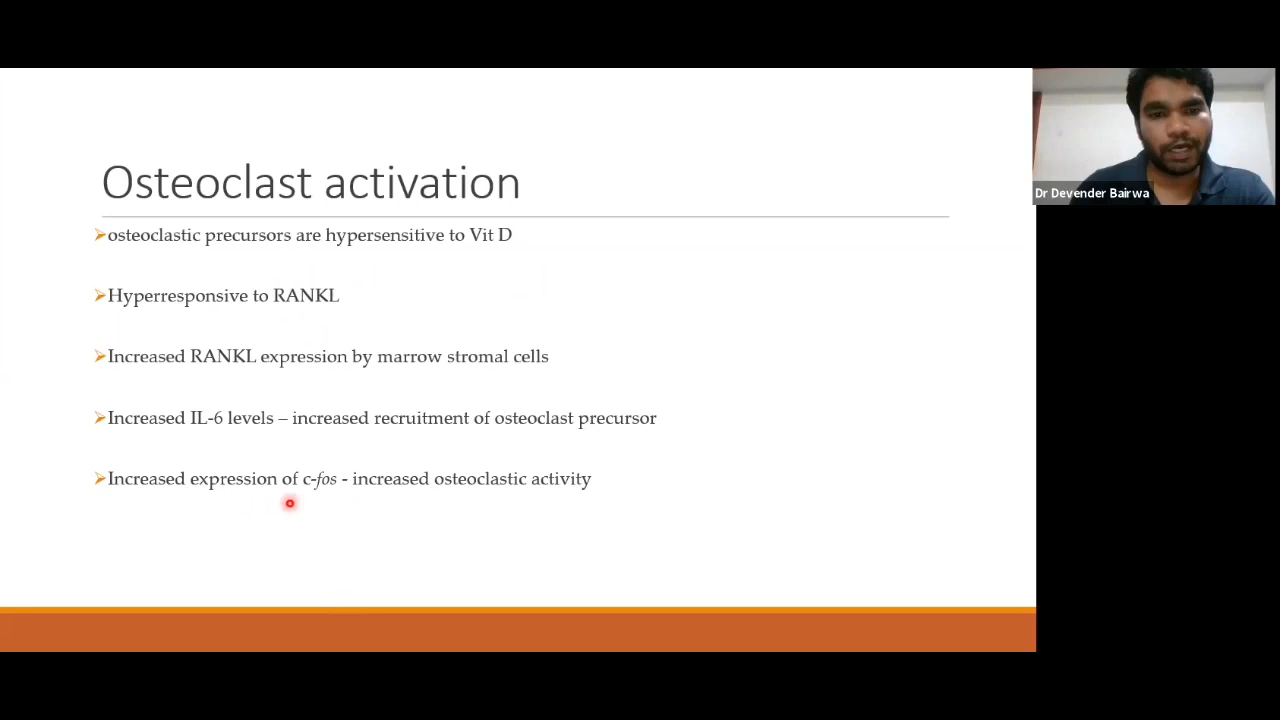 Osteoclast activation
osteoclastic precursors are hypersensitive to Vit D
Hyperresponsive to RANKL
Increased RANKL expression by marrow stromal cells
Increased IL-6 levels – increased recruitment of osteoclast precursor
Increased expression of c-fos - increased osteoclastic activity
Dr Devender Bairwa